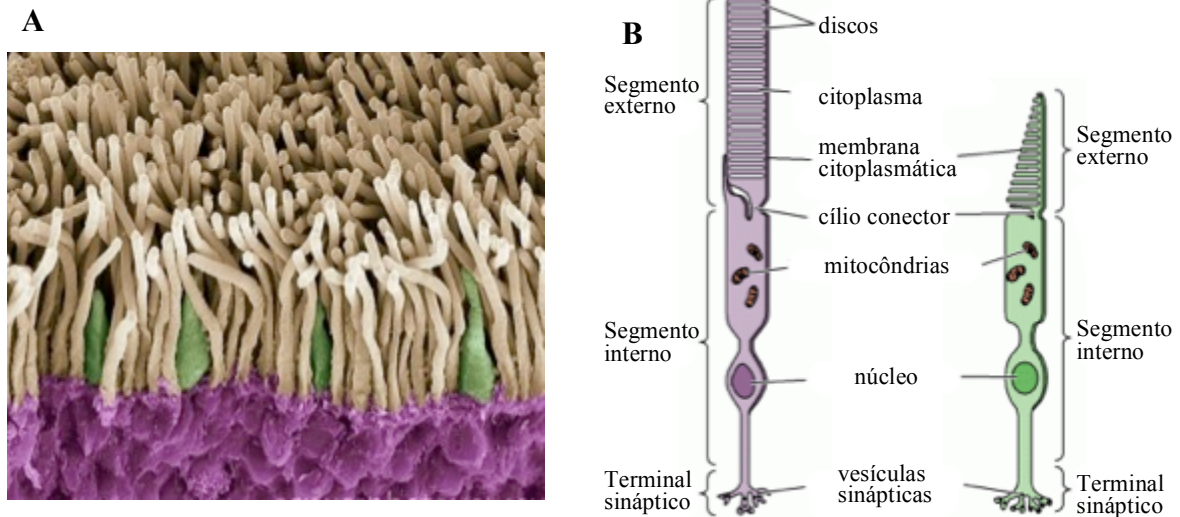 A
B
discos
Segmento
externo
citoplasma
membrana
citoplasmática
Segmento
externo
cílio conector
mitocôndrias
Segmento
interno
Segmento
interno
núcleo
Terminal
sináptico
vesículas
sinápticas
Terminal
sináptico